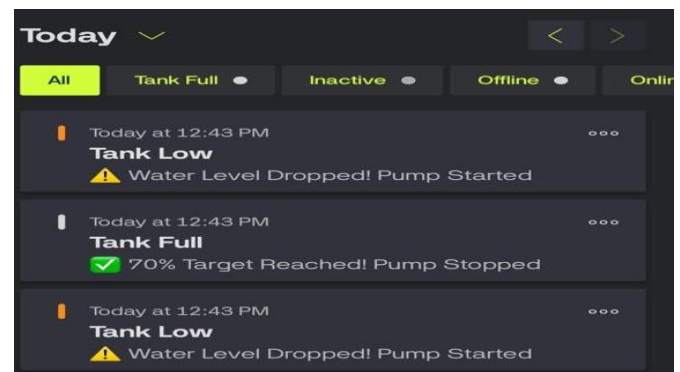 Today
All Tank Full Inactive Offline
Today at 12:43 PM
Tank Low
⚠️ Water Level Dropped! Pump Started
Today at 12:43 PM
Tank Full
✅ 70% Target Reached! Pump Stopped
Today at 12:43 PM
Tank Low
⚠️ Water Level Dropped! Pump Started